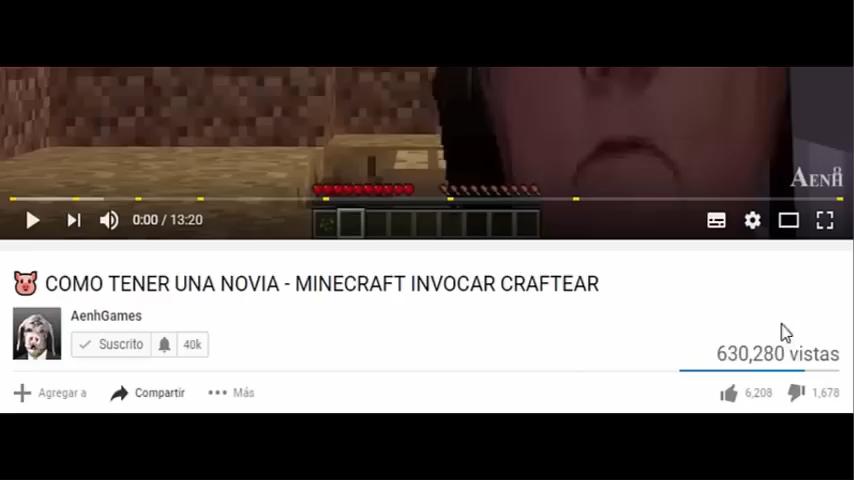 AENH
0:00 / 13:20
COMO TENER UNA NOVIA - MINECRAFT INVOCAR CRAFTEAR
AenhGames
Suscrito 40k
630,280 vistas
Agregar a Compartir Más 6,208 1,678